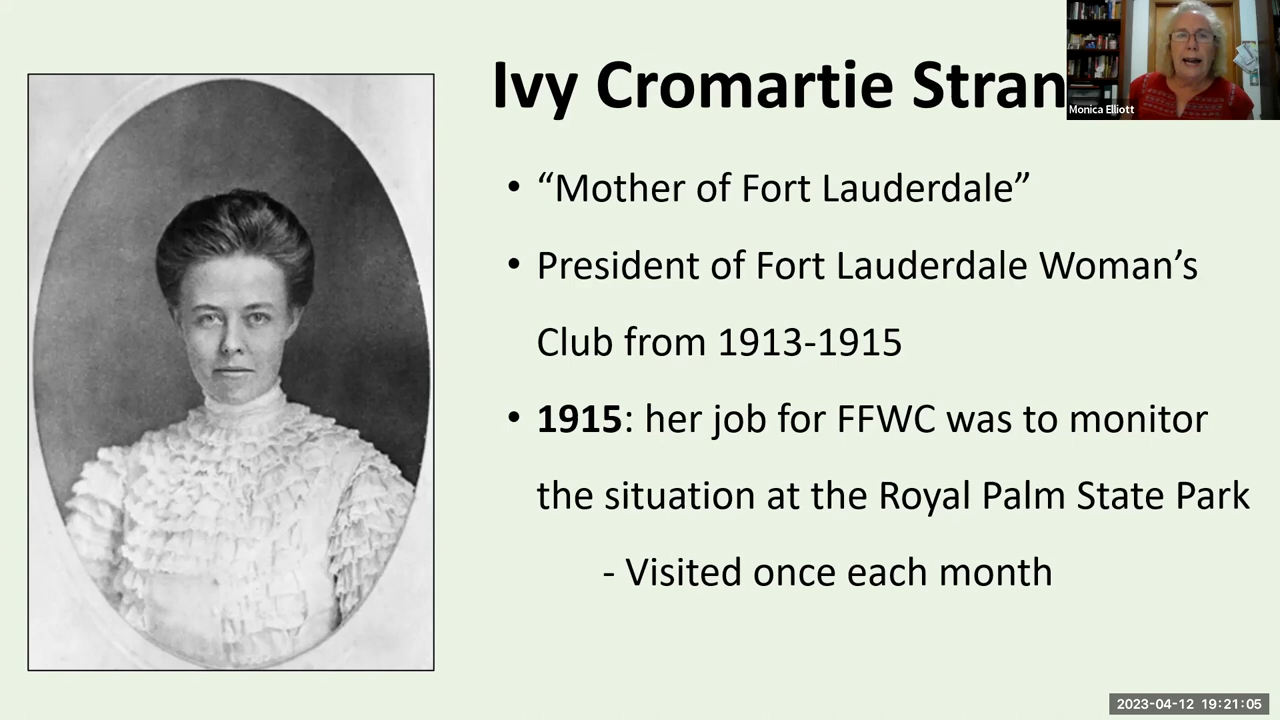 Ivy Cromartie Stran
Monica Elliott
• “Mother of Fort Lauderdale”
• President of Fort Lauderdale Woman’s
Club from 1913-1915
• 1915: her job for FFWC was to monitor
the situation at the Royal Palm State Park
- Visited once each month
2023-04-12 19:21:05